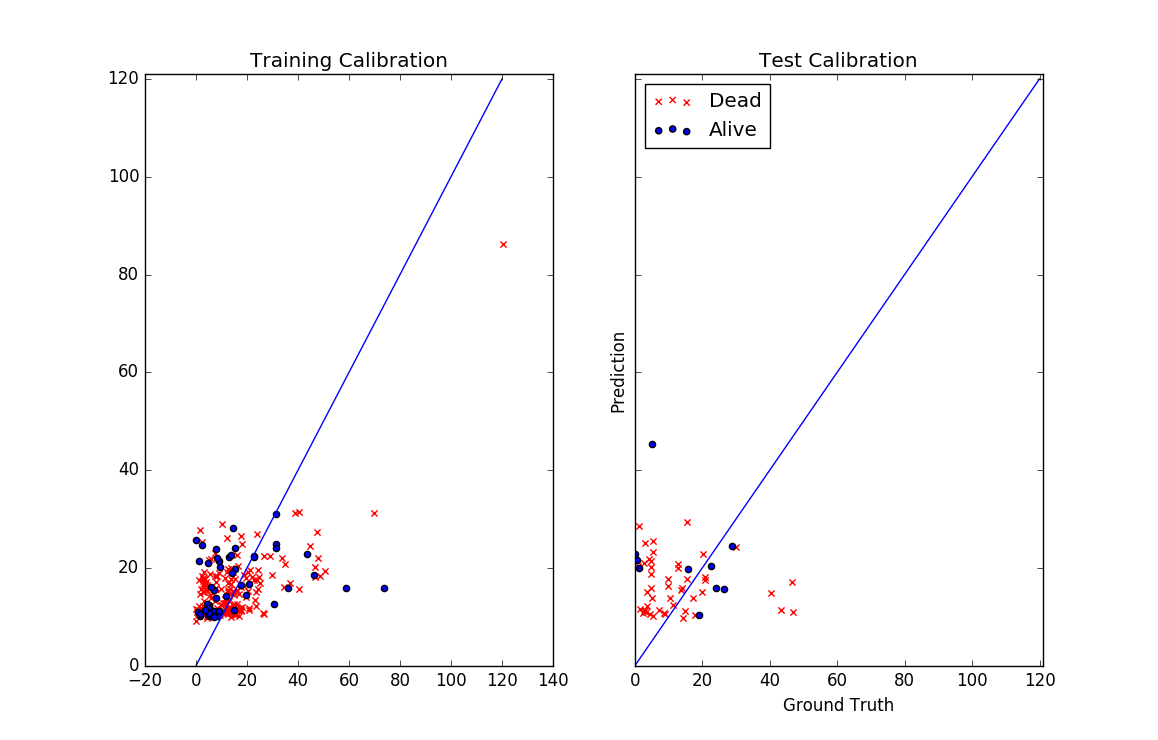 Training Calibration
120
100
80
60
40
20
0
−20 0 20 40 60 80 100 120 140
Test Calibration
Dead
Alive
Prediction
0 20 40 60 80 100 120
Ground Truth